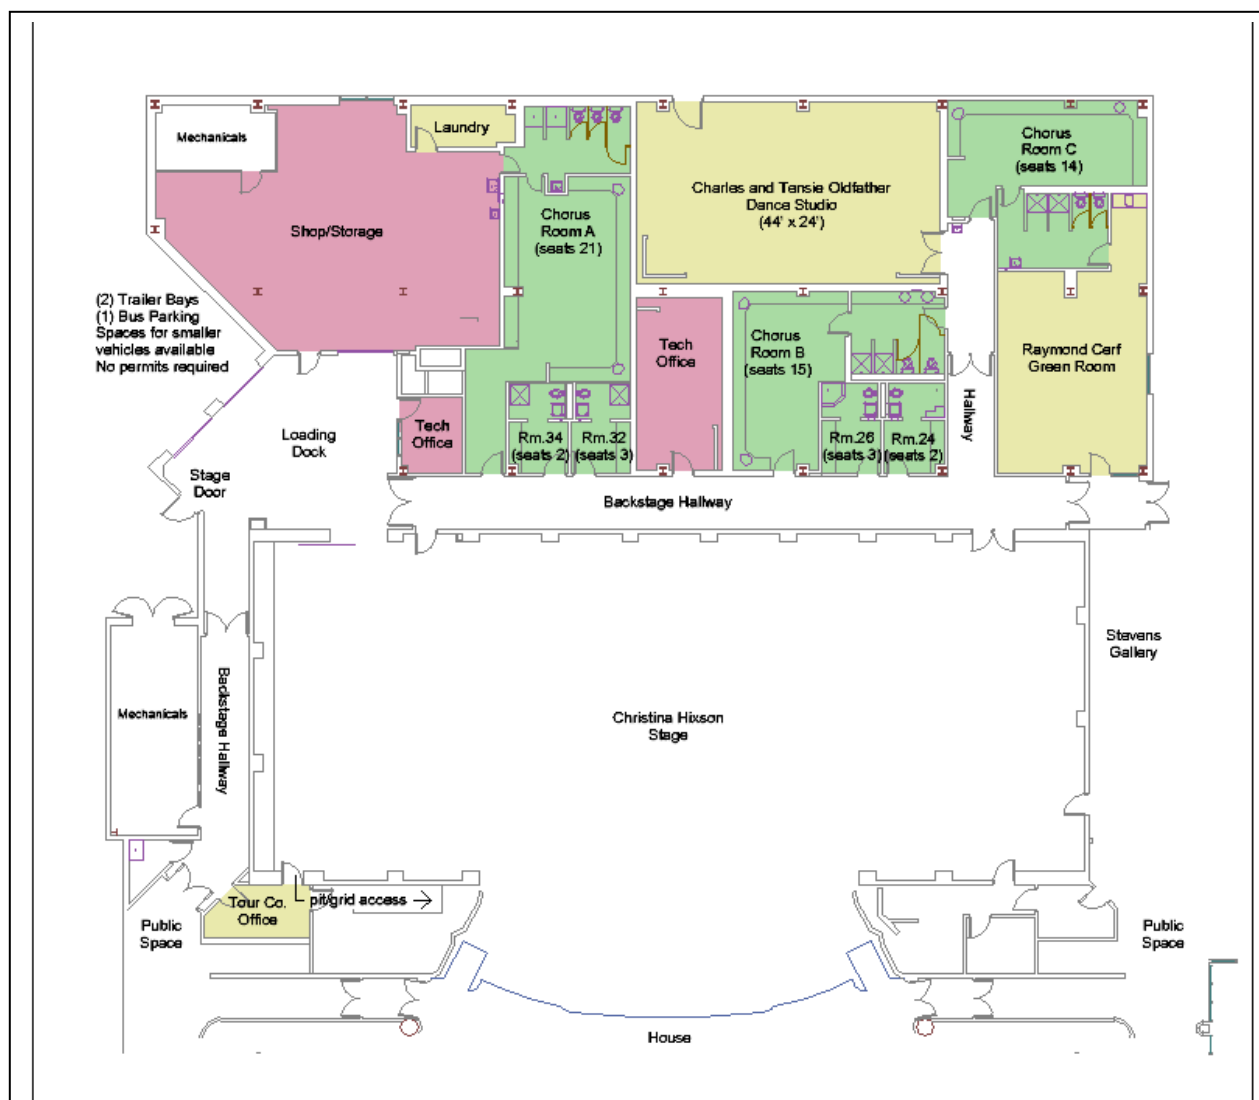 Mechanicals
Laundry
Shop/Storage
Chorus
Room A
(seats 21)
Charles and Tensie Oldfather
Dance Studio
(44' x 24')
Chorus
Room C
(seats 14)
(2) Trailer Bays
(1) Bus Parking
Spaces for smaller
vehicles available
No permits required
Tech
Office
Chorus
Room B
(seats 15)
Raymond Cerf
Green Room
Hallway
Loading
Dock
Tech
Office
Rm.34
(seats 2)
Rm.32
(seats 3)
Rm.26
(seats 3)
Rm.24
(seats 2)
Stage
Door
Backstage Hallway
Stevens
Gallery
Mechanicals
Backstage Hallway
Christina Hixson
Stage
Tour Co.
Office
pit/grid access
Public
Space
Public
Space
House